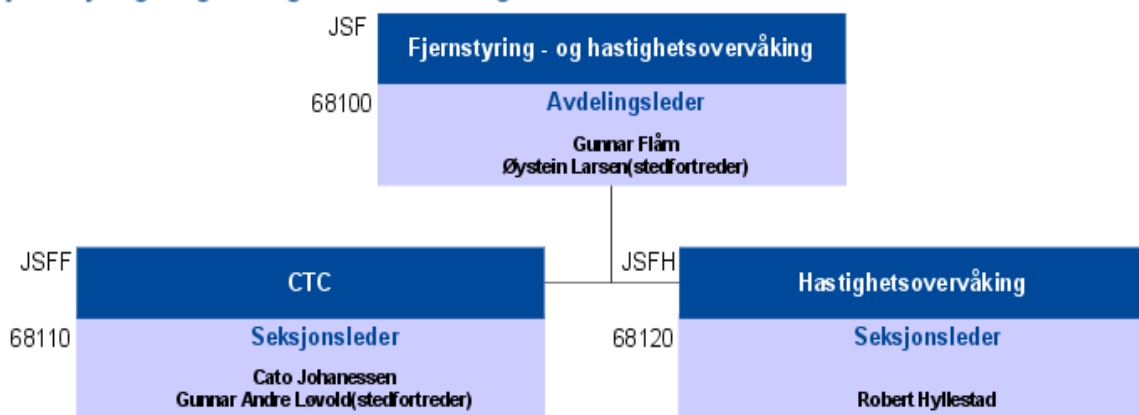 JSF
Fjernstyring - og hastighetsovervåking
68100
Avdelingsleder
Gunnar Flåm
Øystein Larsen(stedfortreder)
JSFF
CTC
68110
Seksjonsleder
Cato Johanessen
Gunnar Andre Løvold(stedfortreder)
JSFH
Hastighetsovervåking
68120
Seksjonsleder
Robert Hyllestad